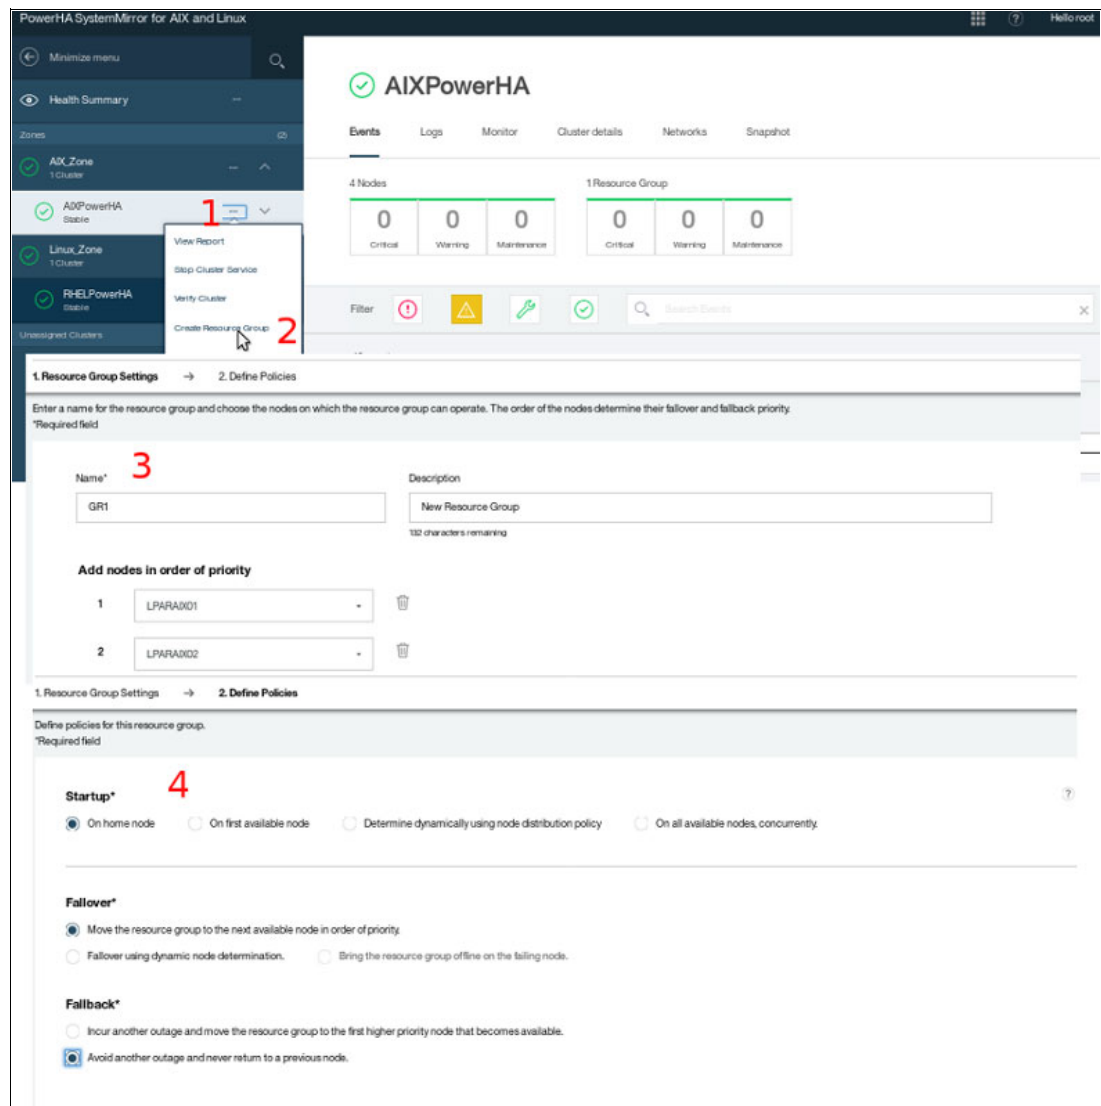 PowerHA SystemMirror for AIX and Linux
Hello root
Minimize menu
Health Summary
Zones
AIX_Zone
1 Cluster
AIXPowerHA
Stable
1
Linux_Zone
1 Cluster
RHELPowerHA
Stable
Unassigned Clusters
View Report
Stop Cluster Service
Verify Cluster
Create Resource Group
2
AIXPowerHA
Events Logs Monitor Cluster details Networks Snapshot
4 Nodes
0 0 0
Critical Warning Maintenance
1 Resource Group
0 0 0
Critical Warning Maintenance
Filter
Search Events
1. Resource Group Settings → 2. Define Policies
Enter a name for the resource group and choose the nodes on which the resource group can operate. The order of the nodes determine their failover and fallback priority.
*Required field
3
Name*
GR1
Description
New Resource Group
132 characters remaining
Add nodes in order of priority
1 LPARAIX01
2 LPARAIX02
1. Resource Group Settings → 2. Define Policies
Define policies for this resource group.
*Required field
4
Startup*
?
On home node On first available node Determine dynamically using node distribution policy On all available nodes, concurrently.
Fallover*
Move the resource group to the next available node in order of priority.
Fallover using dynamic node determination. Bring the resource group offline on the failing node.
Fallback*
Incur another outage and move the resource group to the first higher priority node that becomes available.
Avoid another outage and never return to a previous node.